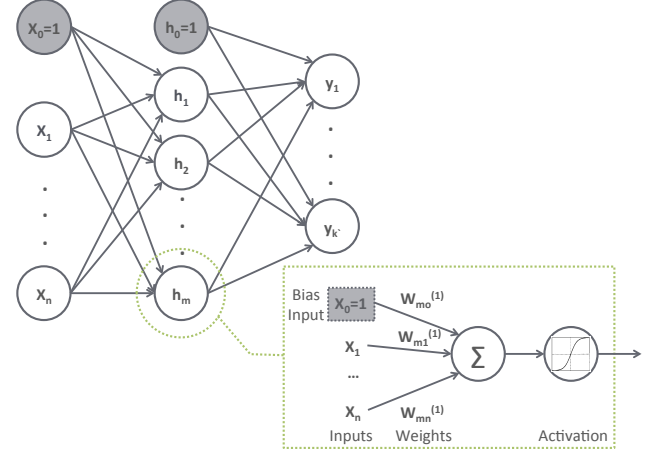 X₀=1 h₀=1
h₁ y₁
X₁
h₂
yₖ·
Xₙ hₘ
Bias
Input
X₀=1 Wₘₒ⁽¹⁾
X₁ Wₘ₁⁽¹⁾
Σ
...
Xₙ Wₘₙ⁽¹⁾
Inputs Weights Activation